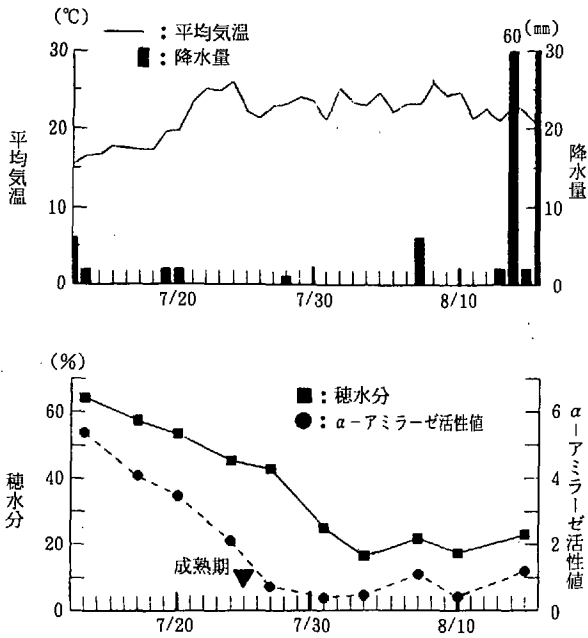 (℃)
―― : 平均気温
■ : 降水量
60 (mm)
30
20
10
0
平均気温
30
20
10
0
降水量
7/20
7/30
8/10
(%)
■ : 穂水分
● : α-アミラーゼ活性値
60
40
20
0
穂水分
成熟期
6
4
2
0
α-アミラーゼ活性値
7/20
7/30
8/10